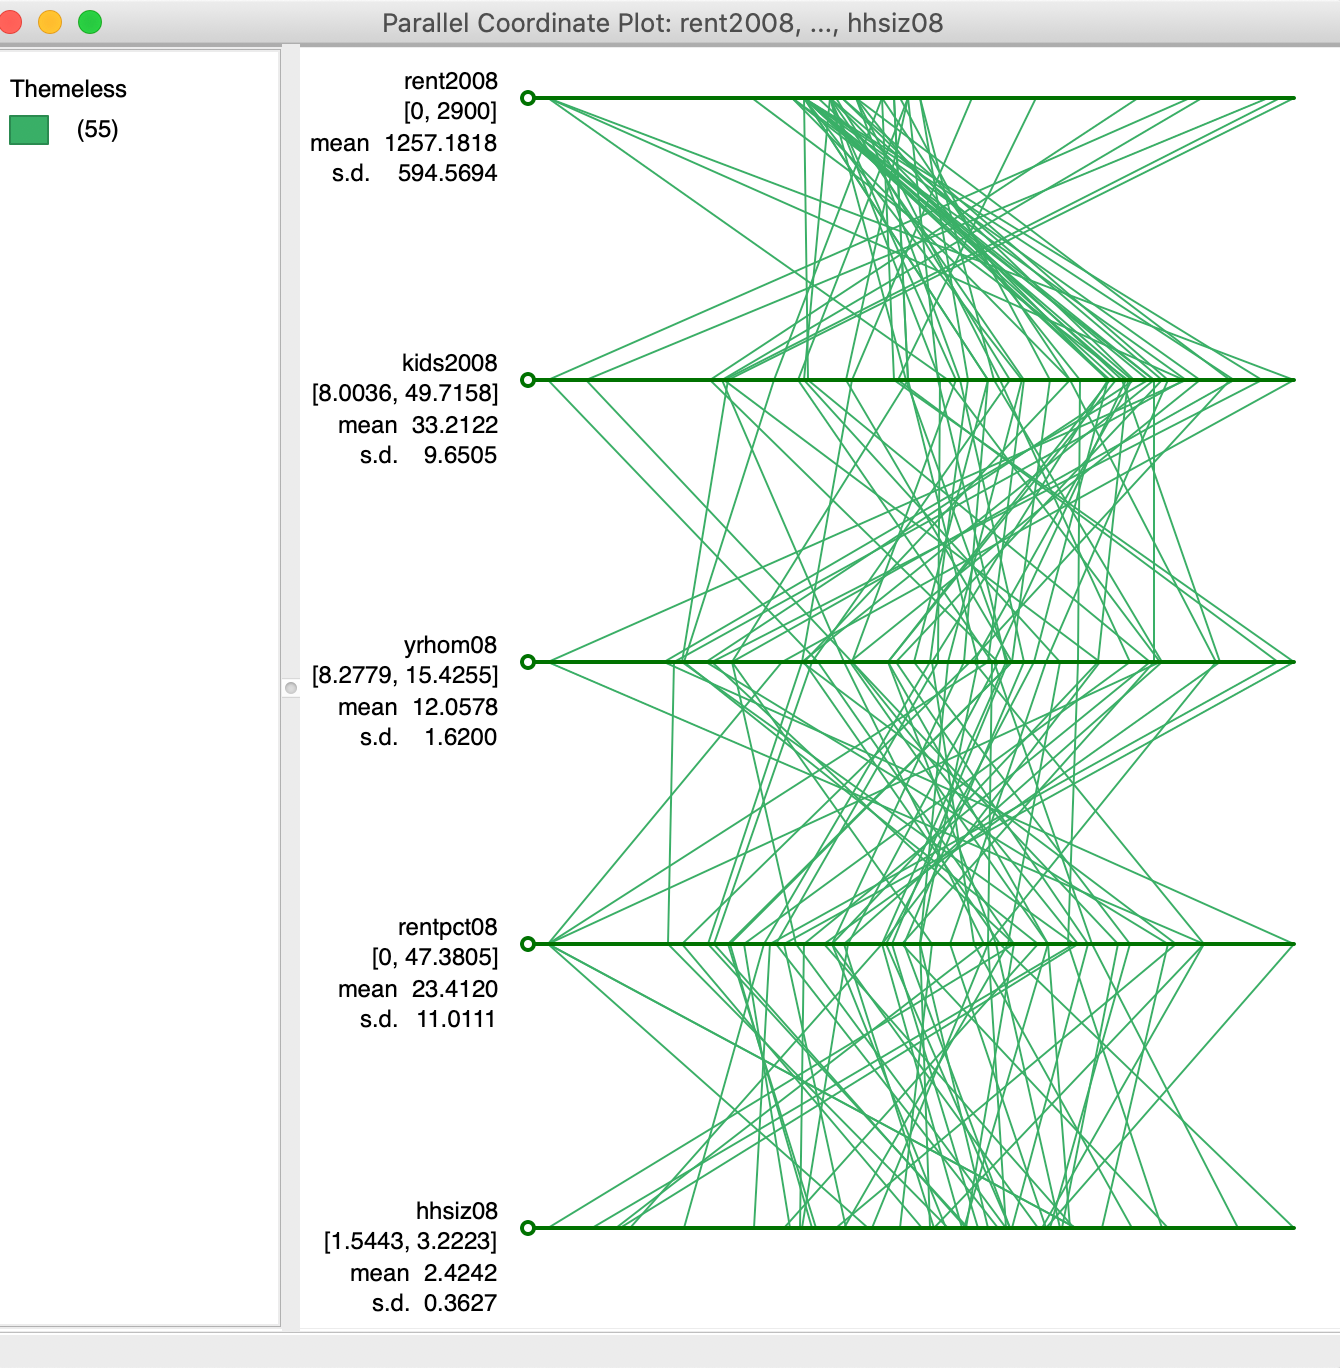 Parallel Coordinate Plot: rent2008, ..., hhsiz08
Themeless
(55)
rent2008
[0, 2900]
mean 1257.1818
s.d. 594.5694
kids2008
[8.0036, 49.7158]
mean 33.2122
s.d. 9.6505
yrhom08
[8.2779, 15.4255]
mean 12.0578
s.d. 1.6200
rentpct08
[0, 47.3805]
mean 23.4120
s.d. 11.0111
hhsiz08
[1.5443, 3.2223]
mean 2.4242
s.d. 0.3627